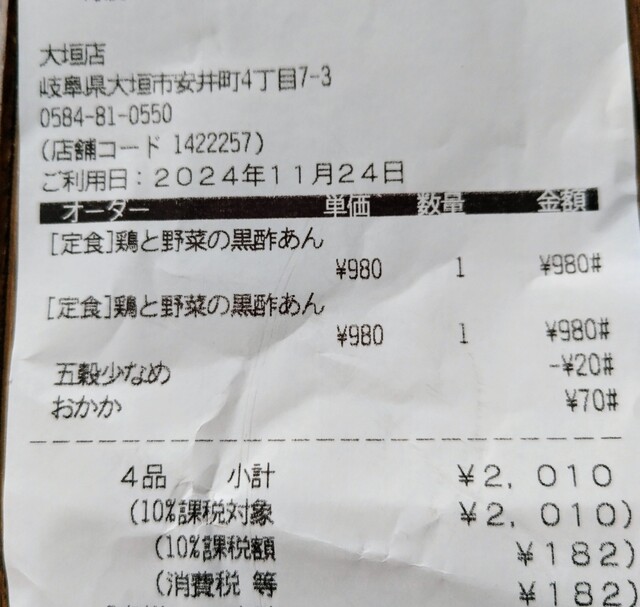 大垣店
岐阜県大垣市安井町4丁目7-3
0584-81-0550
(店舗コード 1422257)
ご利用日：2024年11月24日
オーダー 単価 数量 金額
[定食]鶏と野菜の黒酢あん
¥980 1 ¥980#
[定食]鶏と野菜の黒酢あん
¥980 1 ¥980#
五穀少なめ -¥20#
おかか ¥70#
4品 小計 ¥2,010
(10%課税対象 ¥2,010)
(10%課税額 ¥182)
(消費税 等 ¥182)